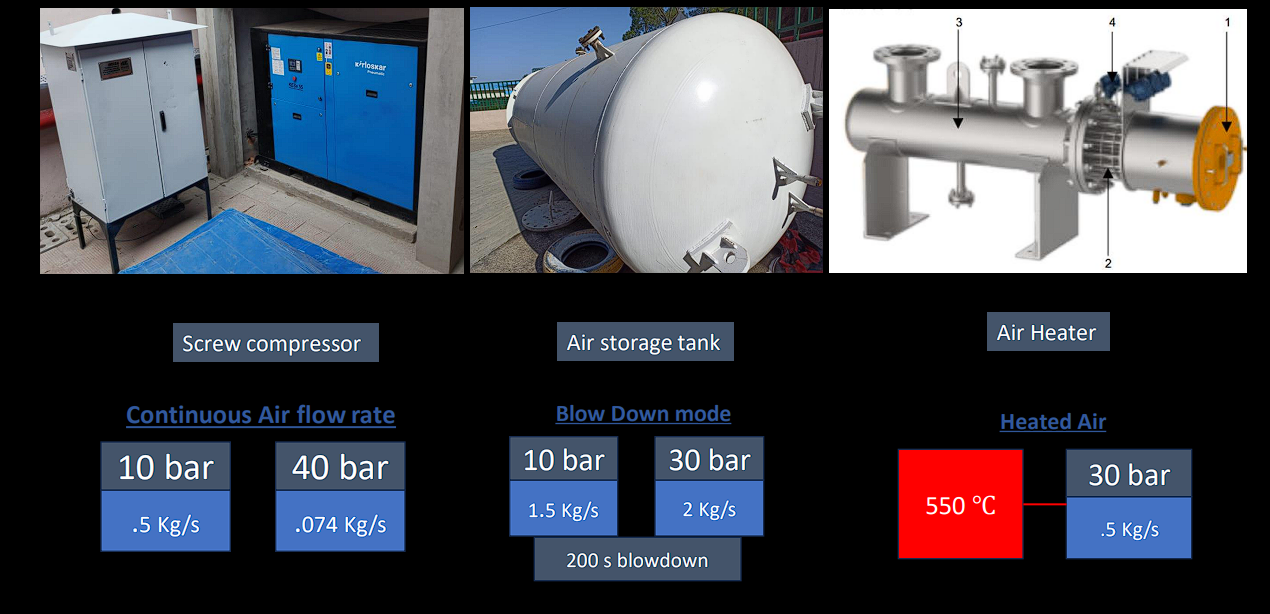 Kirloskar
Pneumatic
3
4
1
2
Screw compressor
Air storage tank
Air Heater
Continuous Air flow rate
Blow Down mode
Heated Air
10 bar
40 bar
.5 Kg/s
.074 Kg/s
10 bar
30 bar
1.5 Kg/s
2 Kg/s
200 s blowdown
550 ℃
30 bar
.5 Kg/s